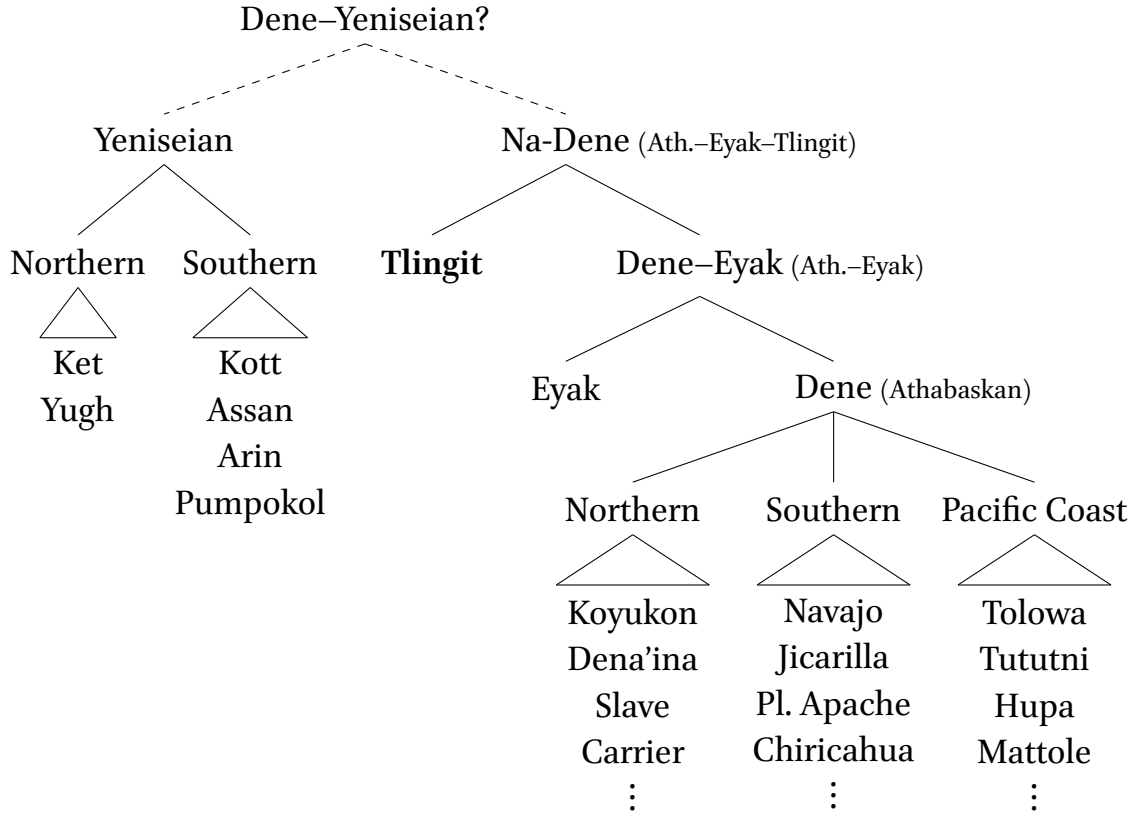 Dene–Yeniseian?
Yeniseian
Na-Dene (Ath.–Eyak–Tlingit)
Northern
Southern
Tlingit
Dene–Eyak (Ath.–Eyak)
Ket
Yugh
Kott
Assan
Arin
Pumpokol
Eyak
Dene (Athabaskan)
Northern
Southern
Pacific Coast
Koyukon
Dena'ina
Slave
Carrier
⋮
Navajo
Jicarilla
Pl. Apache
Chiricahua
⋮
Tolowa
Tututni
Hupa
Mattole
⋮